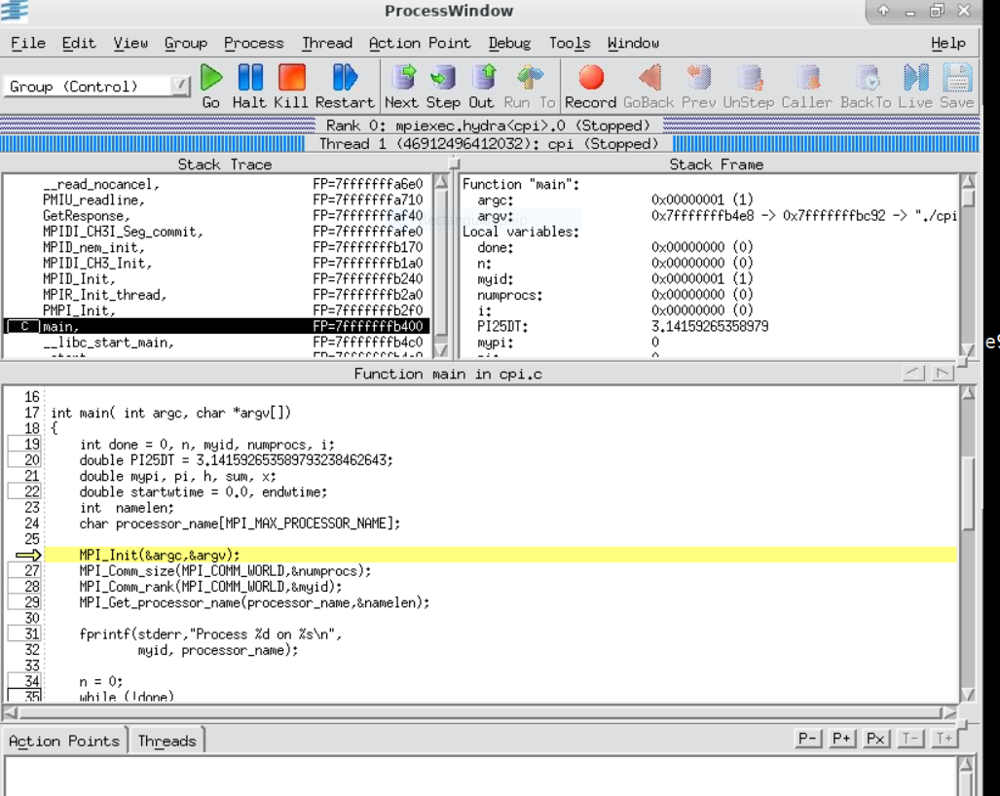 ProcessWindow
File Edit View Group Process Thread Action Point Debug Tools Window Help
Group (Control)
Go Halt Kill Restart Next Step Out Run To Record GoBack Prev UnStep Caller BackTo Live Save
Rank 0: mpiexec.hydra<cpi>.0 (Stopped)
Thread 1 (46912496412032): cpi (Stopped)
Stack Trace
__read_nocancel, FP=7fffffffa6e0
PMIU_readline, FP=7fffffffa710
GetResponse, FP=7fffffffaf40
MPIDI_CH3I_Seg_commit, FP=7fffffffafe0
MPID_nem_init, FP=7fffffffb170
MPIDI_CH3_Init, FP=7fffffffb1a0
MPID_Init, FP=7fffffffb240
MPIR_Init_thread, FP=7fffffffb2a0
PMPI_Init, FP=7fffffffb2f0
C main, FP=7fffffffb400
__libc_start_main, FP=7fffffffb4c0
Stack Frame
Function "main":
argc: 0x00000001 (1)
argv: 0x7fffffffb4e8 -> 0x7fffffffbc92 -> "./cpi
Local variables:
done: 0x00000000 (0)
n: 0x00000000 (0)
myid: 0x00000001 (1)
numprocs: 0x00000000 (0)
i: 0x00000000 (0)
PI25DT: 3.14159265358979
mypi: 0
Function main in cpi.c
16
17 int main( int argc, char *argv[])
18 {
19 int done = 0, n, myid, numprocs, i;
20 double PI25DT = 3.141592653589793238462643;
21 double mypi, pi, h, sum, x;
22 double startwtime = 0.0, endwtime;
23 int namelen;
24 char processor_name[MPI_MAX_PROCESSOR_NAME];
25
MPI_Init(&argc,&argv);
27 MPI_Comm_size(MPI_COMM_WORLD,&numprocs);
28 MPI_Comm_rank(MPI_COMM_WORLD,&myid);
29 MPI_Get_processor_name(processor_name,&namelen);
30
31 fprintf(stderr,"Process %d on %s\n",
32 myid, processor_name);
33
34 n = 0;
35 while (!done)
Action Points Threads P- P+ Px T- T+